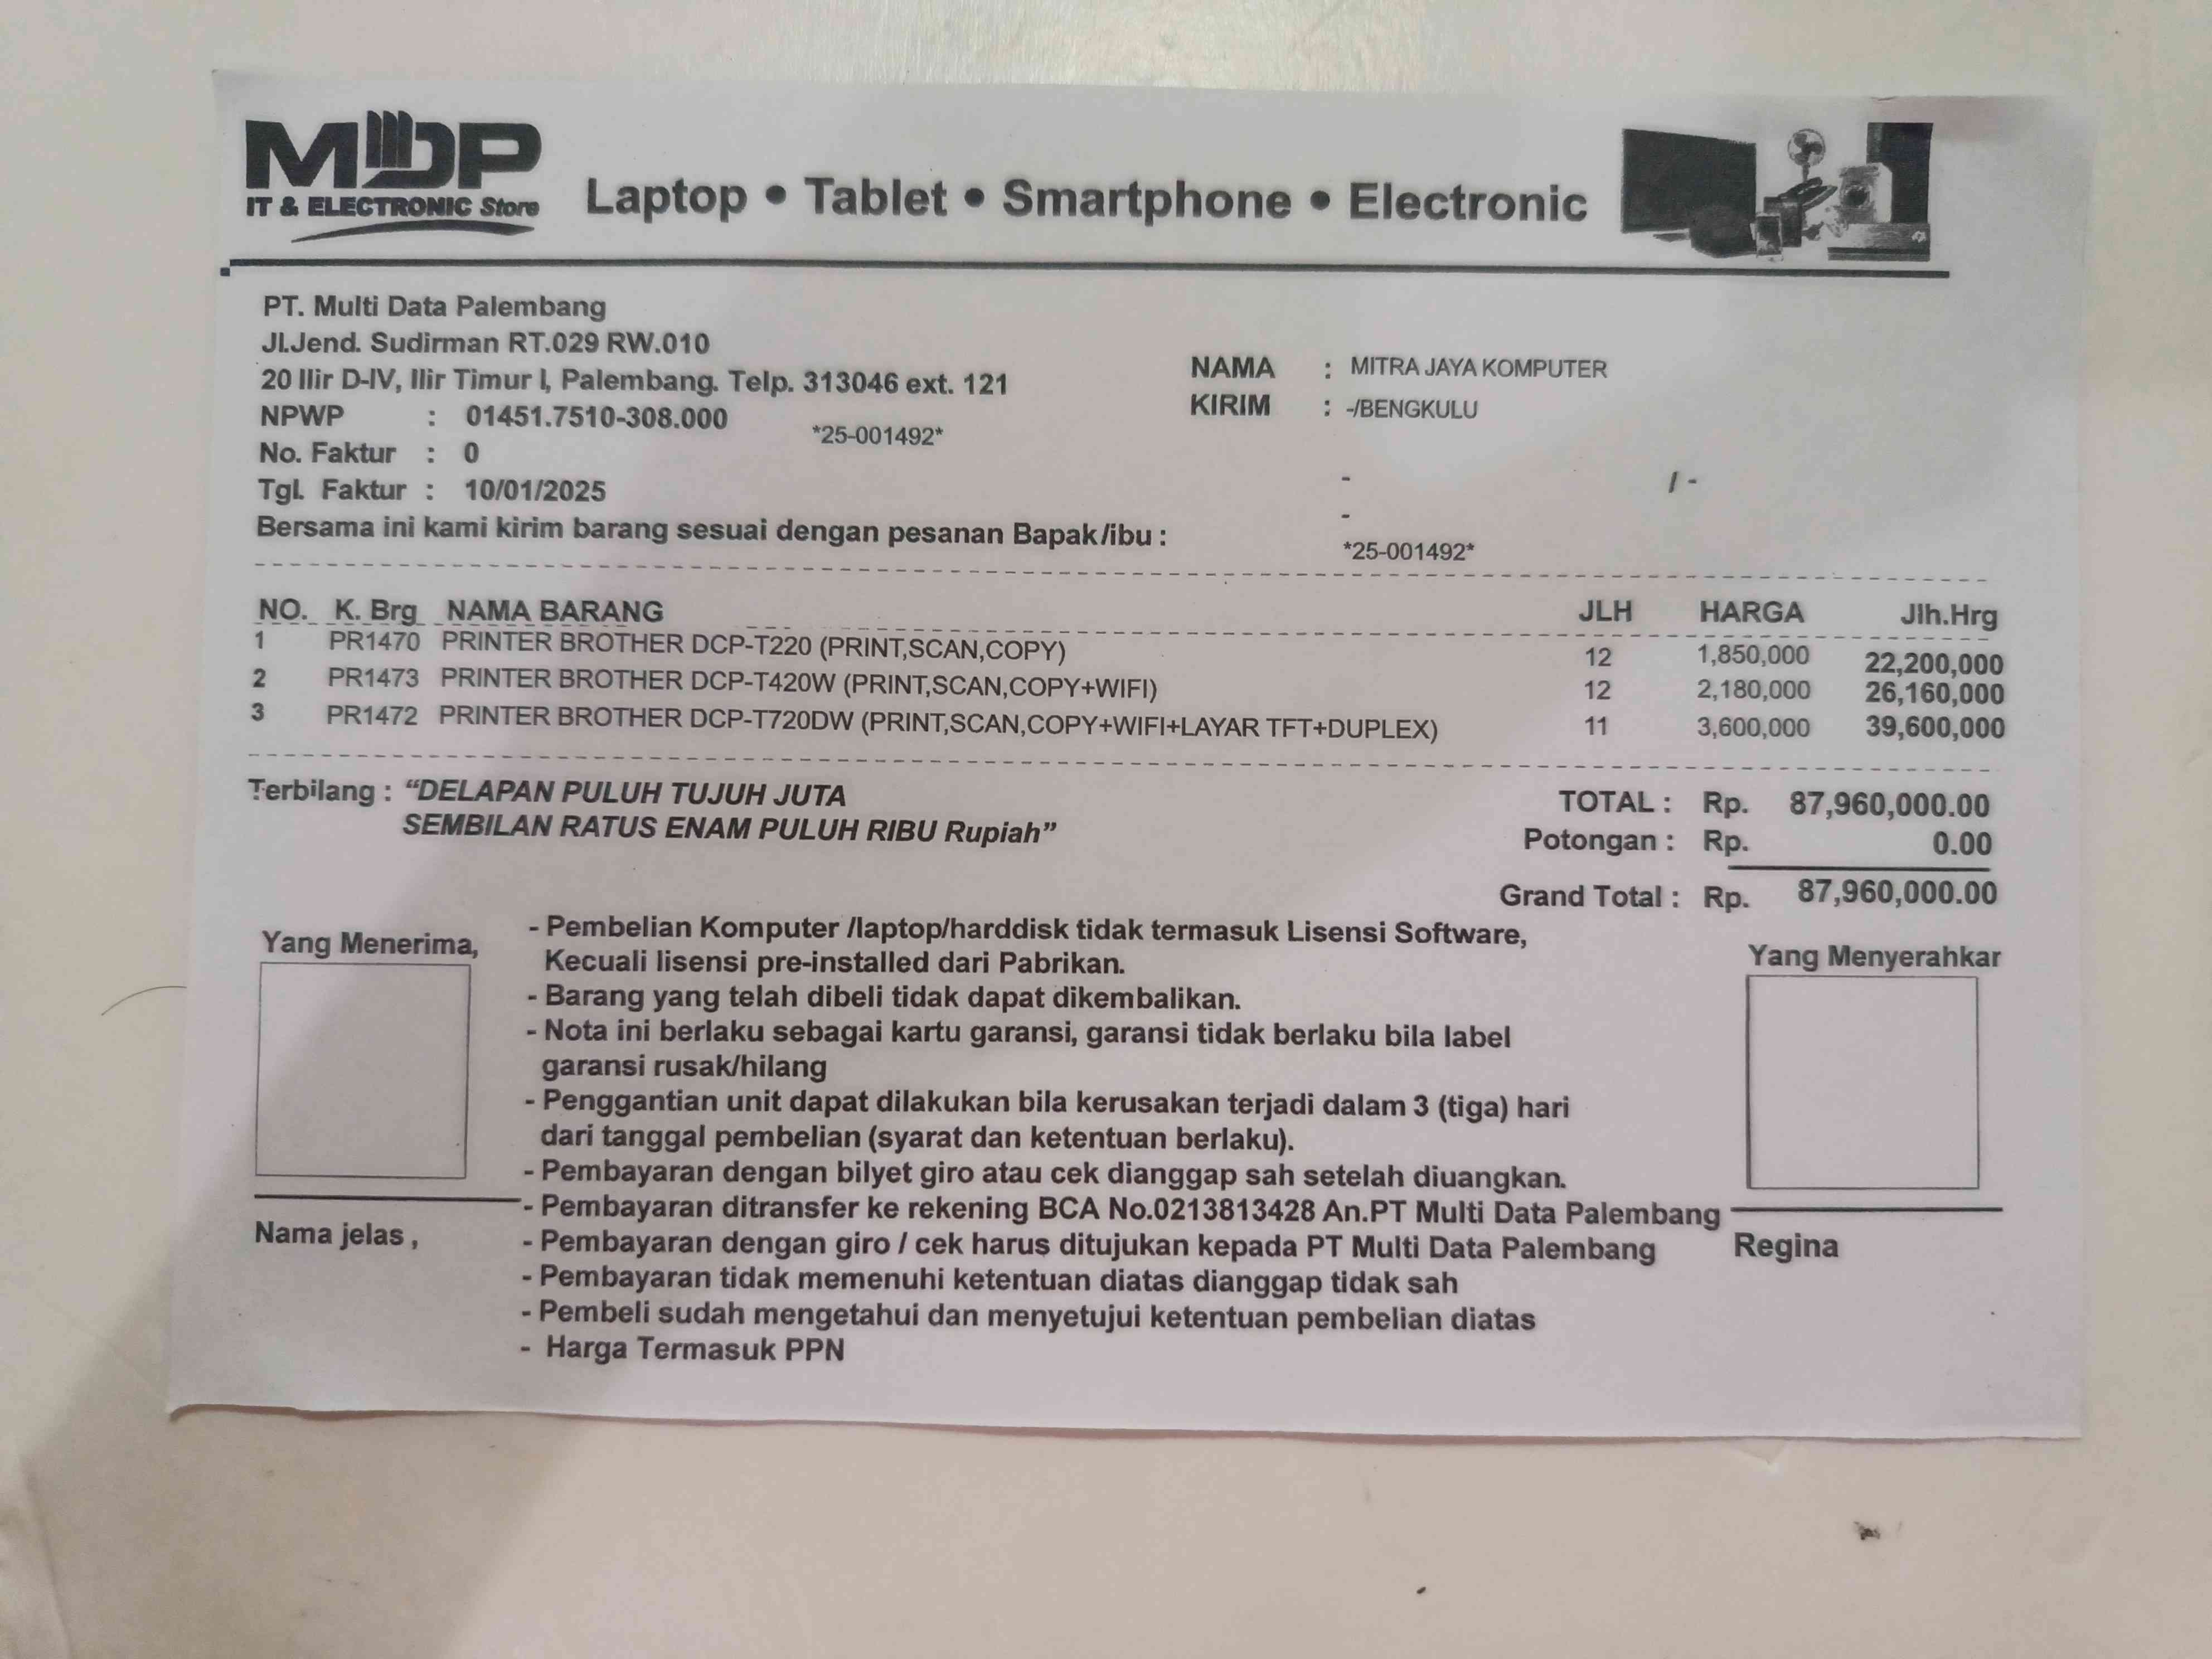 MDP
IT & ELECTRONIC Store
Laptop • Tablet • Smartphone • Electronic
PT. Multi Data Palembang
Jl.Jend. Sudirman RT.029 RW.010
20 Ilir D-IV, Ilir Timur I, Palembang. Telp. 313046 ext. 121
NPWP : 01451.7510-308.000
*25-001492*
No. Faktur : 0
Tgl. Faktur : 10/01/2025
Bersama ini kami kirim barang sesuai dengan pesanan Bapak/ibu :
NAMA : MITRA JAYA KOMPUTER
KIRIM : -/BENGKULU
- / -
-
*25-001492*
NO. K. Brg NAMA BARANG JLH HARGA Jlh.Hrg
1 PR1470 PRINTER BROTHER DCP-T220 (PRINT,SCAN,COPY) 12 1,850,000 22,200,000
2 PR1473 PRINTER BROTHER DCP-T420W (PRINT,SCAN,COPY+WIFI) 12 2,180,000 26,160,000
3 PR1472 PRINTER BROTHER DCP-T720DW (PRINT,SCAN,COPY+WIFI+LAYAR TFT+DUPLEX) 11 3,600,000 39,600,000
Terbilang : “DELAPAN PULUH TUJUH JUTA
SEMBILAN RATUS ENAM PULUH RIBU Rupiah”
TOTAL : Rp. 87,960,000.00
Potongan : Rp. 0.00
Grand Total : Rp. 87,960,000.00
Yang Menerima,
- Pembelian Komputer /laptop/harddisk tidak termasuk Lisensi Software,
Kecuali lisensi pre-installed dari Pabrikan.
- Barang yang telah dibeli tidak dapat dikembalikan.
- Nota ini berlaku sebagai kartu garansi, garansi tidak berlaku bila label
garansi rusak/hilang
- Penggantian unit dapat dilakukan bila kerusakan terjadi dalam 3 (tiga) hari
dari tanggal pembelian (syarat dan ketentuan berlaku).
- Pembayaran dengan bilyet giro atau cek dianggap sah setelah diuangkan.
- Pembayaran ditransfer ke rekening BCA No.0213813428 An.PT Multi Data Palembang
- Pembayaran dengan giro / cek harus ditujukan kepada PT Multi Data Palembang
- Pembayaran tidak memenuhi ketentuan diatas dianggap tidak sah
- Pembeli sudah mengetahui dan menyetujui ketentuan pembelian diatas
- Harga Termasuk PPN
Nama jelas ,
Yang Menyerahkar
Regina